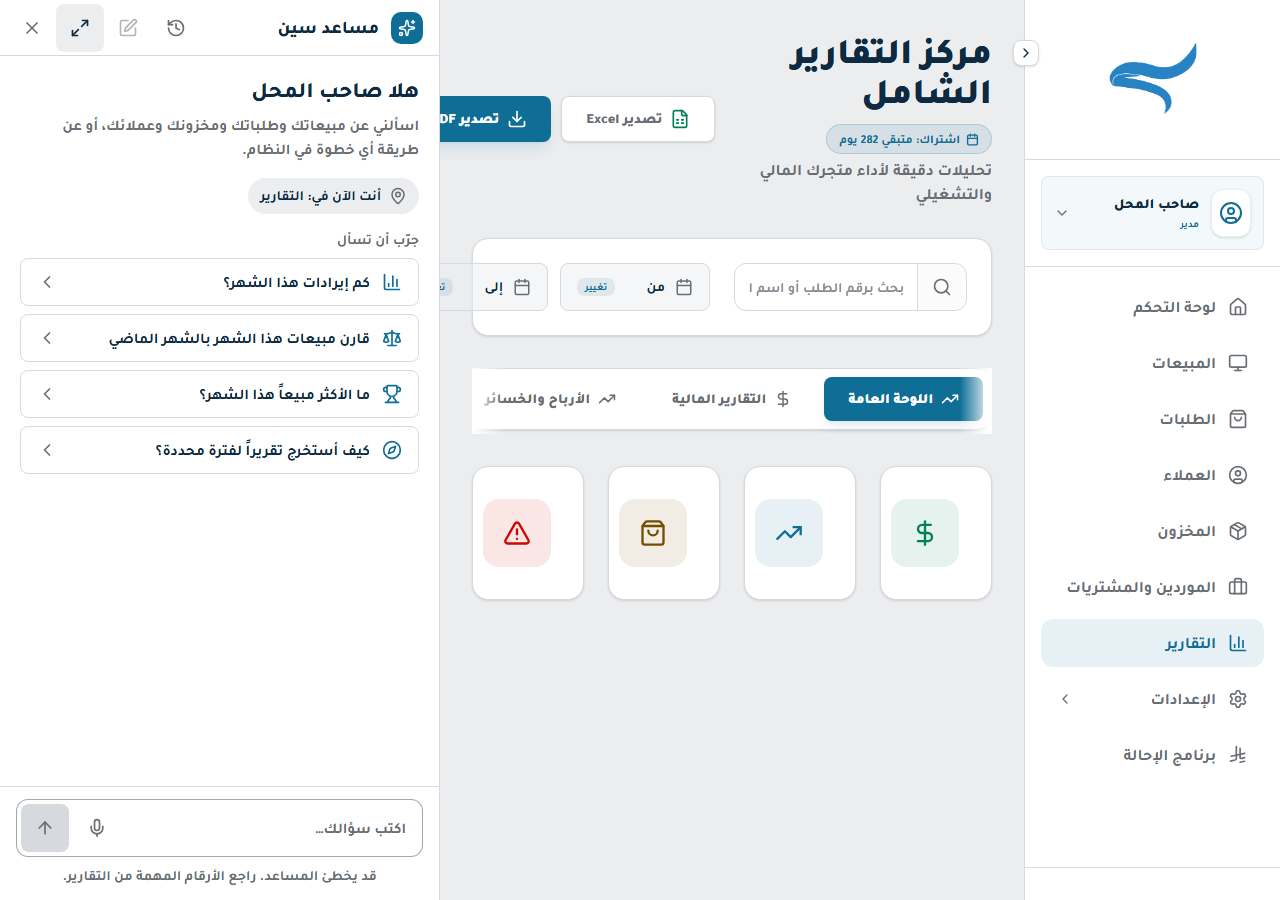 صاحب المحل
مدير
لوحة التحكم
المبيعات
الطلبات
العملاء
المخزون
الموردين والمشتريات
التقارير
الإعدادات
برنامج الإحالة
مركز التقارير
الشامل
اشتراك: متبقي 282 يوم
تحليلات دقيقة لأداء متجرك المالي
والتشغيلي
تصدير Excel
تصدير DF
بحث برقم الطلب أو اسم ا
من
تغيير
إلى
اللوحة العامة
التقارير المالية
الأرباح والخسائر
مساعد سين
هلا صاحب المحل
اسألني عن مبيعاتك وطلباتك ومخزونك وعملائك، أو عن
طريقة أي خطوة في النظام.
أنت الآن في: التقارير
جرّب أن تسأل
كم إيرادات هذا الشهر؟
قارن مبيعات هذا الشهر بالشهر الماضي
ما الأكثر مبيعاً هذا الشهر؟
كيف أستخرج تقريراً لفترة محددة؟
اكتب سؤالك…
قد يخطئ المساعد. راجع الأرقام المهمة من التقارير.